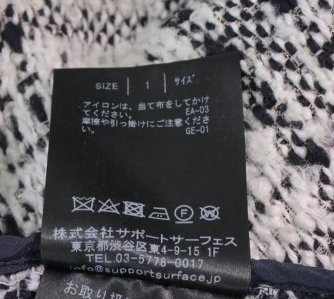 SIZE 1 サイズ
アイロンは、当て布をしてかけ
てください。 EA-03
摩擦や引っ掛けにご注意くださ
い。 GE-01
株式会社サポートサーフェス
東京都渋谷区東4-9-15 1F
TEL. 03-5778-0017
info@supportsurface.jp
お取り扱い